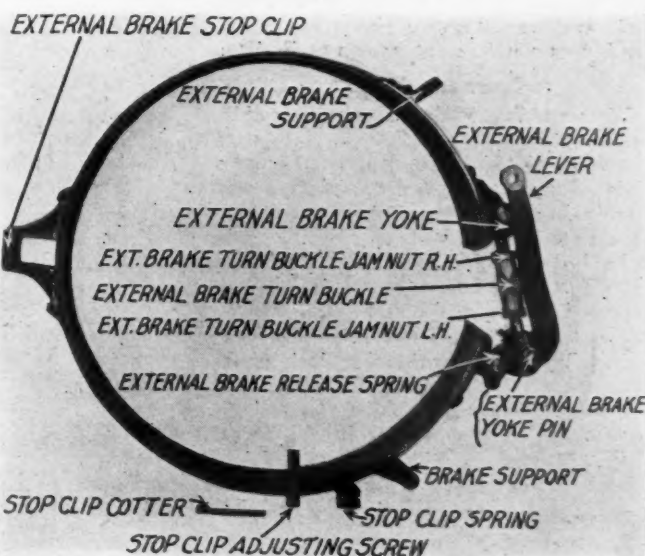 EXTERNAL BRAKE STOP CLIP
EXTERNAL BRAKE
SUPPORT
EXTERNAL BRAKE
LEVER
EXTERNAL BRAKE YOKE
EXT. BRAKE TURN BUCKLE JAM NUT R.H.
EXTERNAL BRAKE TURN BUCKLE
EXT. BRAKE TURN BUCKLE JAM NUT L.H.
EXTERNAL BRAKE RELEASE SPRING
EXTERNAL BRAKE
YOKE PIN
BRAKE SUPPORT
STOP CLIP COTTER
STOP CLIP SPRING
STOP CLIP ADJUSTING SCREW